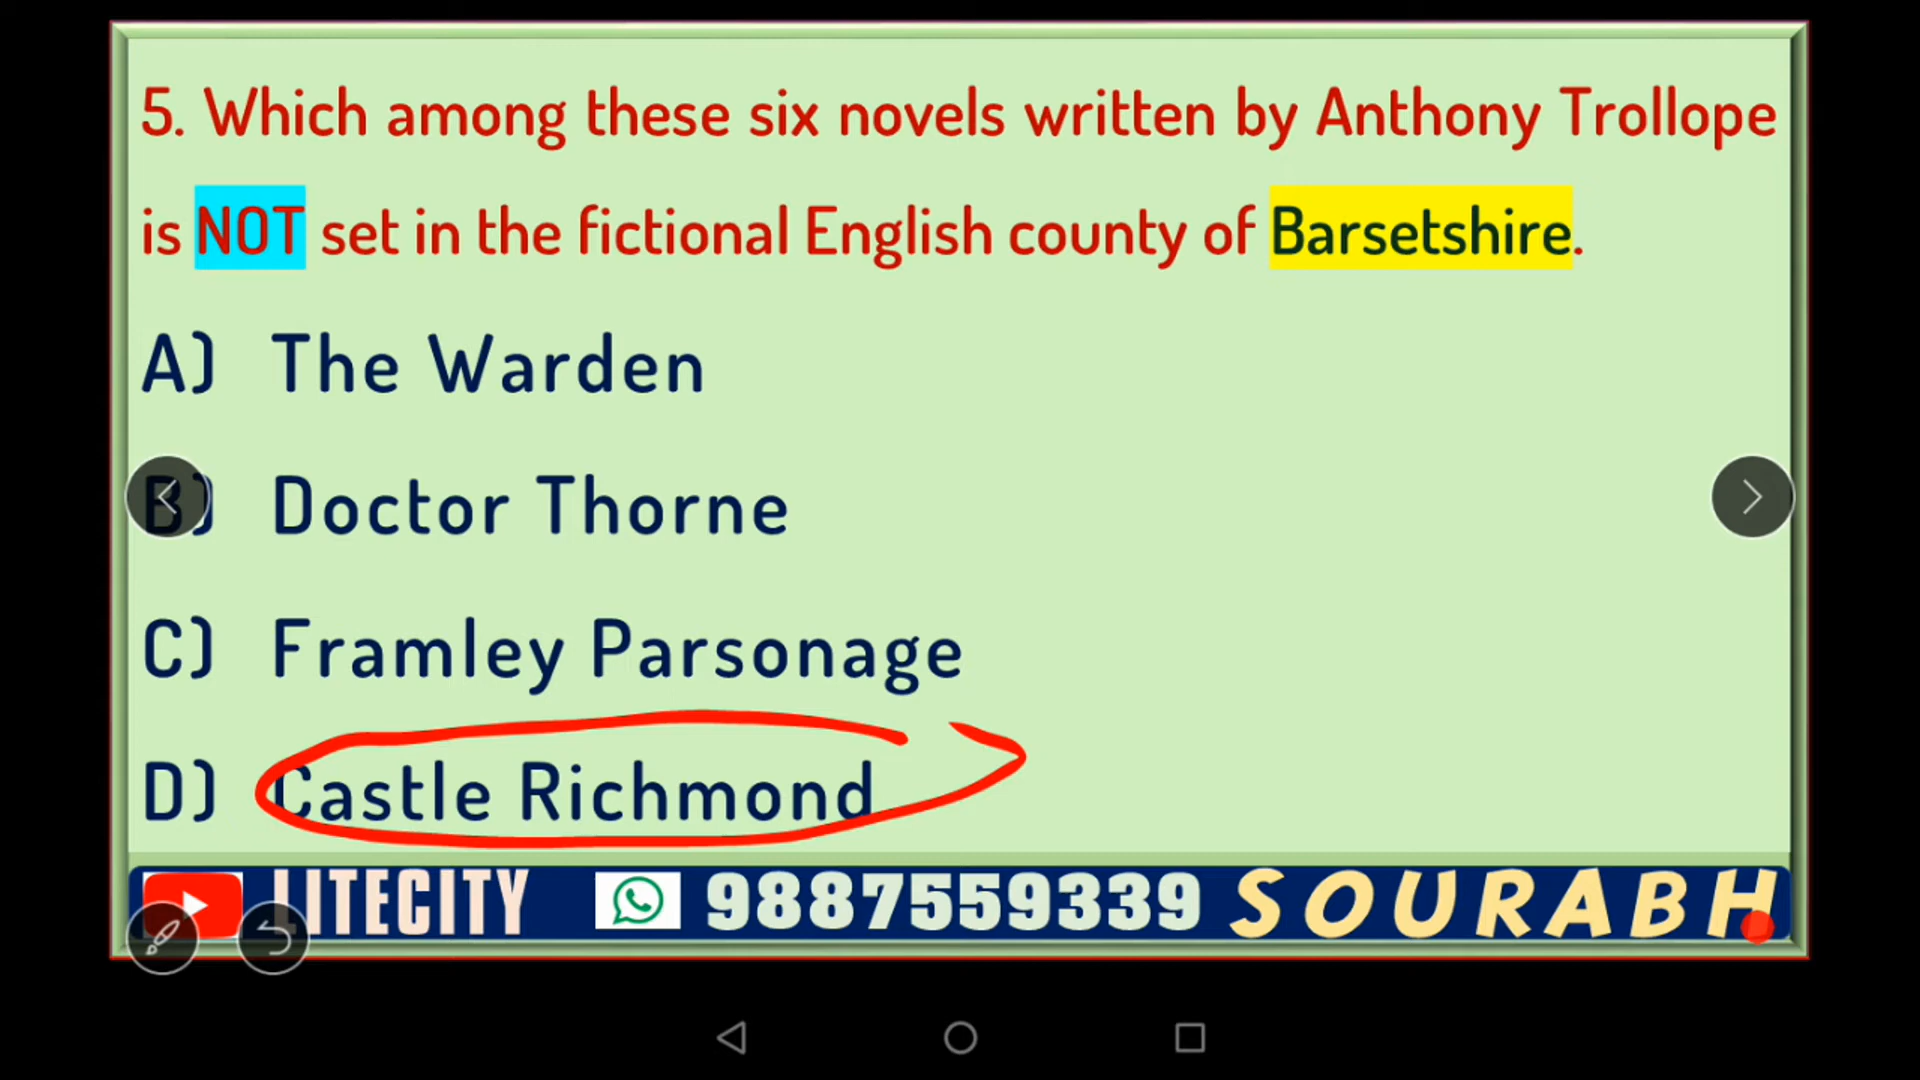 5. Which among these six novels written by Anthony Trollope
is NOT set in the fictional English county of Barsetshire.
A) The Warden
B) Doctor Thorne
C) Framley Parsonage
D) Castle Richmond
LITECITY 9887559339 SOURABH